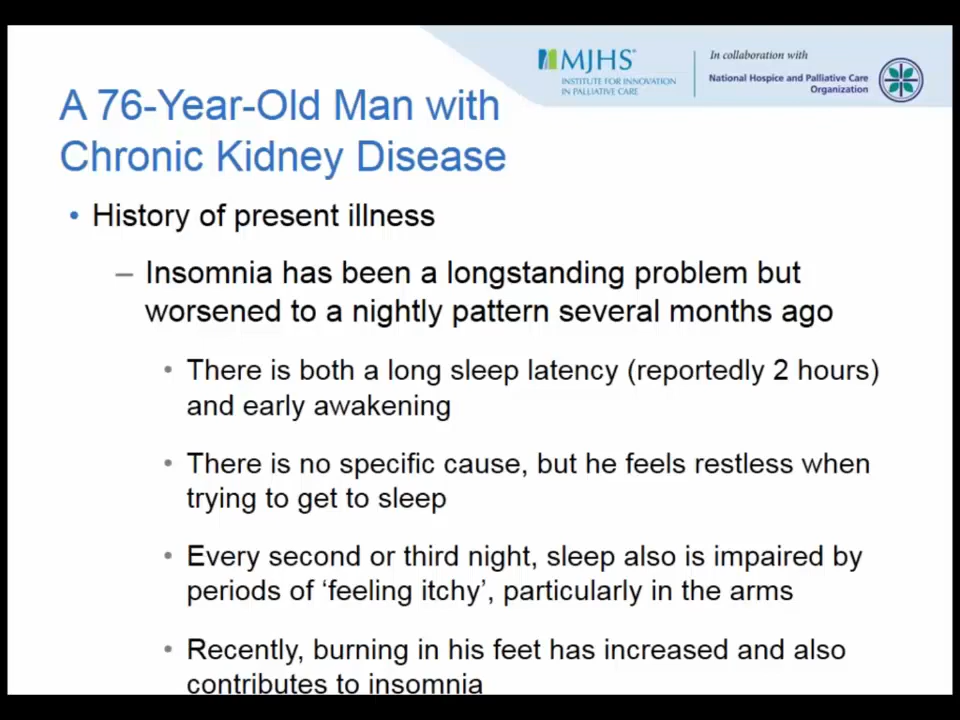 MJHS
INSTITUTE FOR INNOVATION
IN PALLIATIVE CARE
In collaboration with
National Hospice and Palliative Care
Organization
A 76-Year-Old Man with
Chronic Kidney Disease
• History of present illness
– Insomnia has been a longstanding problem but
worsened to a nightly pattern several months ago
• There is both a long sleep latency (reportedly 2 hours)
and early awakening
• There is no specific cause, but he feels restless when
trying to get to sleep
• Every second or third night, sleep also is impaired by
periods of ‘feeling itchy’, particularly in the arms
• Recently, burning in his feet has increased and also
contributes to insomnia